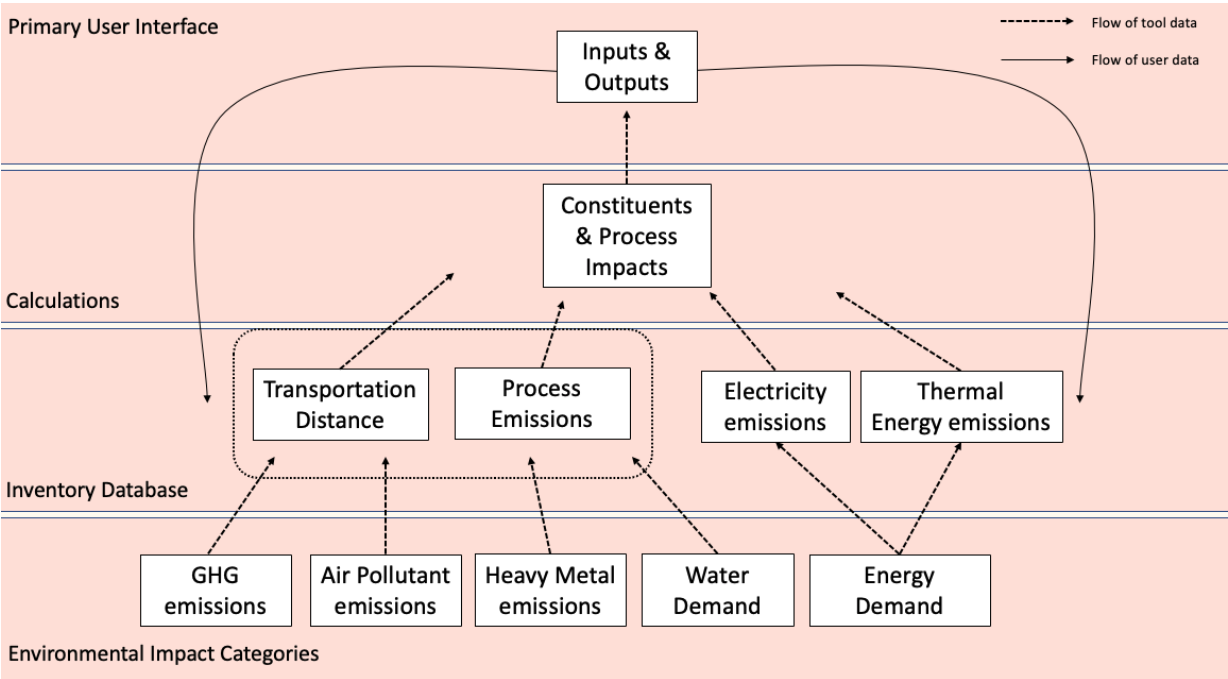 Primary User Interface
Inputs &
Outputs
Flow of tool data
Flow of user data
Constituents
& Process
Impacts
Calculations
Transportation
Distance
Process
Emissions
Electricity
emissions
Thermal
Energy emissions
Inventory Database
GHG
emissions
Air Pollutant
emissions
Heavy Metal
emissions
Water
Demand
Energy
Demand
Environmental Impact Categories